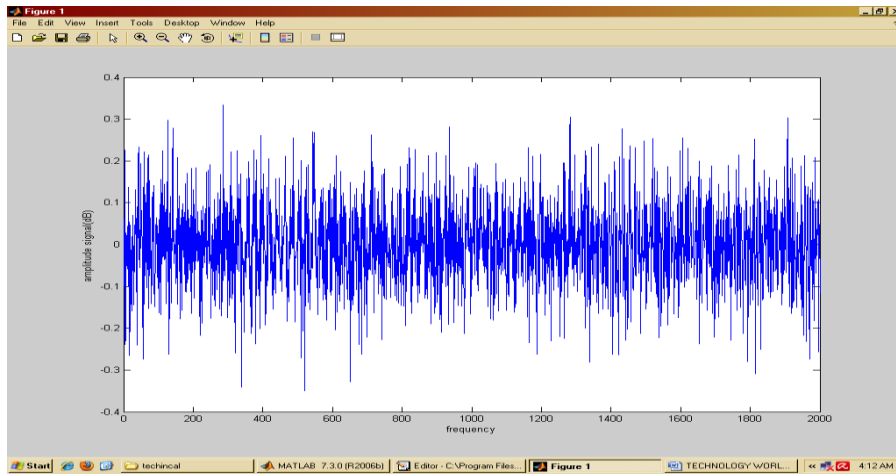 Figure 1
File Edit View Insert Tools Desktop Window Help
0.4
0.3
0.2
0.1
0
-0.1
-0.2
-0.3
-0.4
amplitude signal(dB)
0 200 400 600 800 1000 1200 1400 1600 1800 2000
frequency
Start techincal MATLAB 7.3.0 (R2006b) Editor - C:\Program Files... Figure 1 TECHNOLOGY WORL... 4:12 AM